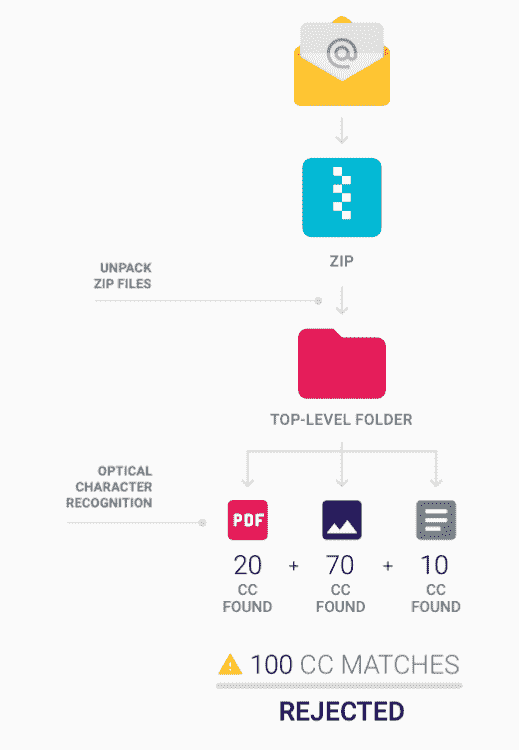 @
ZIP
UNPACK
ZIP FILES
TOP-LEVEL FOLDER
OPTICAL
CHARACTER
RECOGNITION
PDF
20 + 70 + 10
CC CC CC
FOUND FOUND FOUND
100 CC MATCHES
REJECTED